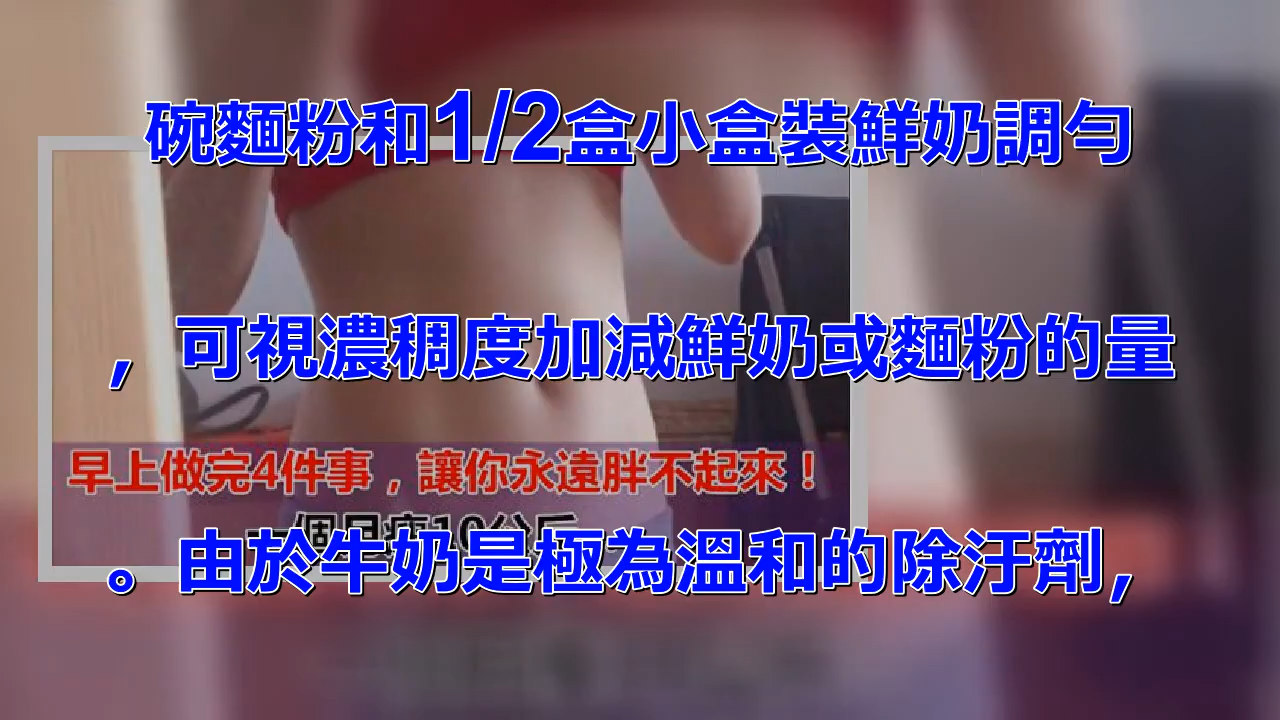 碗麵粉和1/2盒小盒裝鮮奶調勻
，可視濃稠度加減鮮奶或麵粉的量
早上做完4件事，讓你永遠胖不起來！
。由於牛奶是極為溫和的除汙劑，